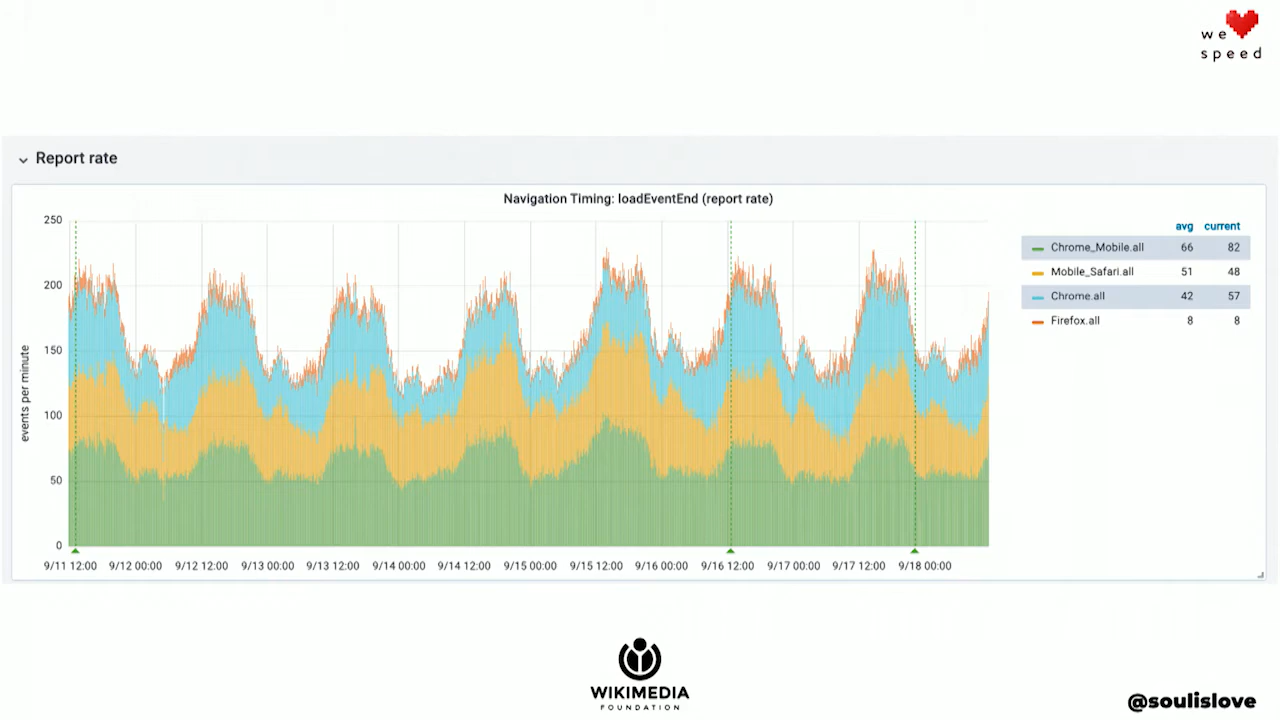 we
speed
Report rate
Navigation Timing: loadEventEnd (report rate)
events per minute
250
200
150
100
50
0
9/11 12:00 9/12 00:00 9/12 12:00 9/13 00:00 9/13 12:00 9/14 00:00 9/14 12:00 9/15 00:00 9/15 12:00 9/16 00:00 9/16 12:00 9/17 00:00 9/17 12:00 9/18 00:00
avg current
Chrome_Mobile.all 66 82
Mobile_Safari.all 51 48
Chrome.all 42 57
Firefox.all 8 8
WIKIMEDIA
FOUNDATION
@soulislove